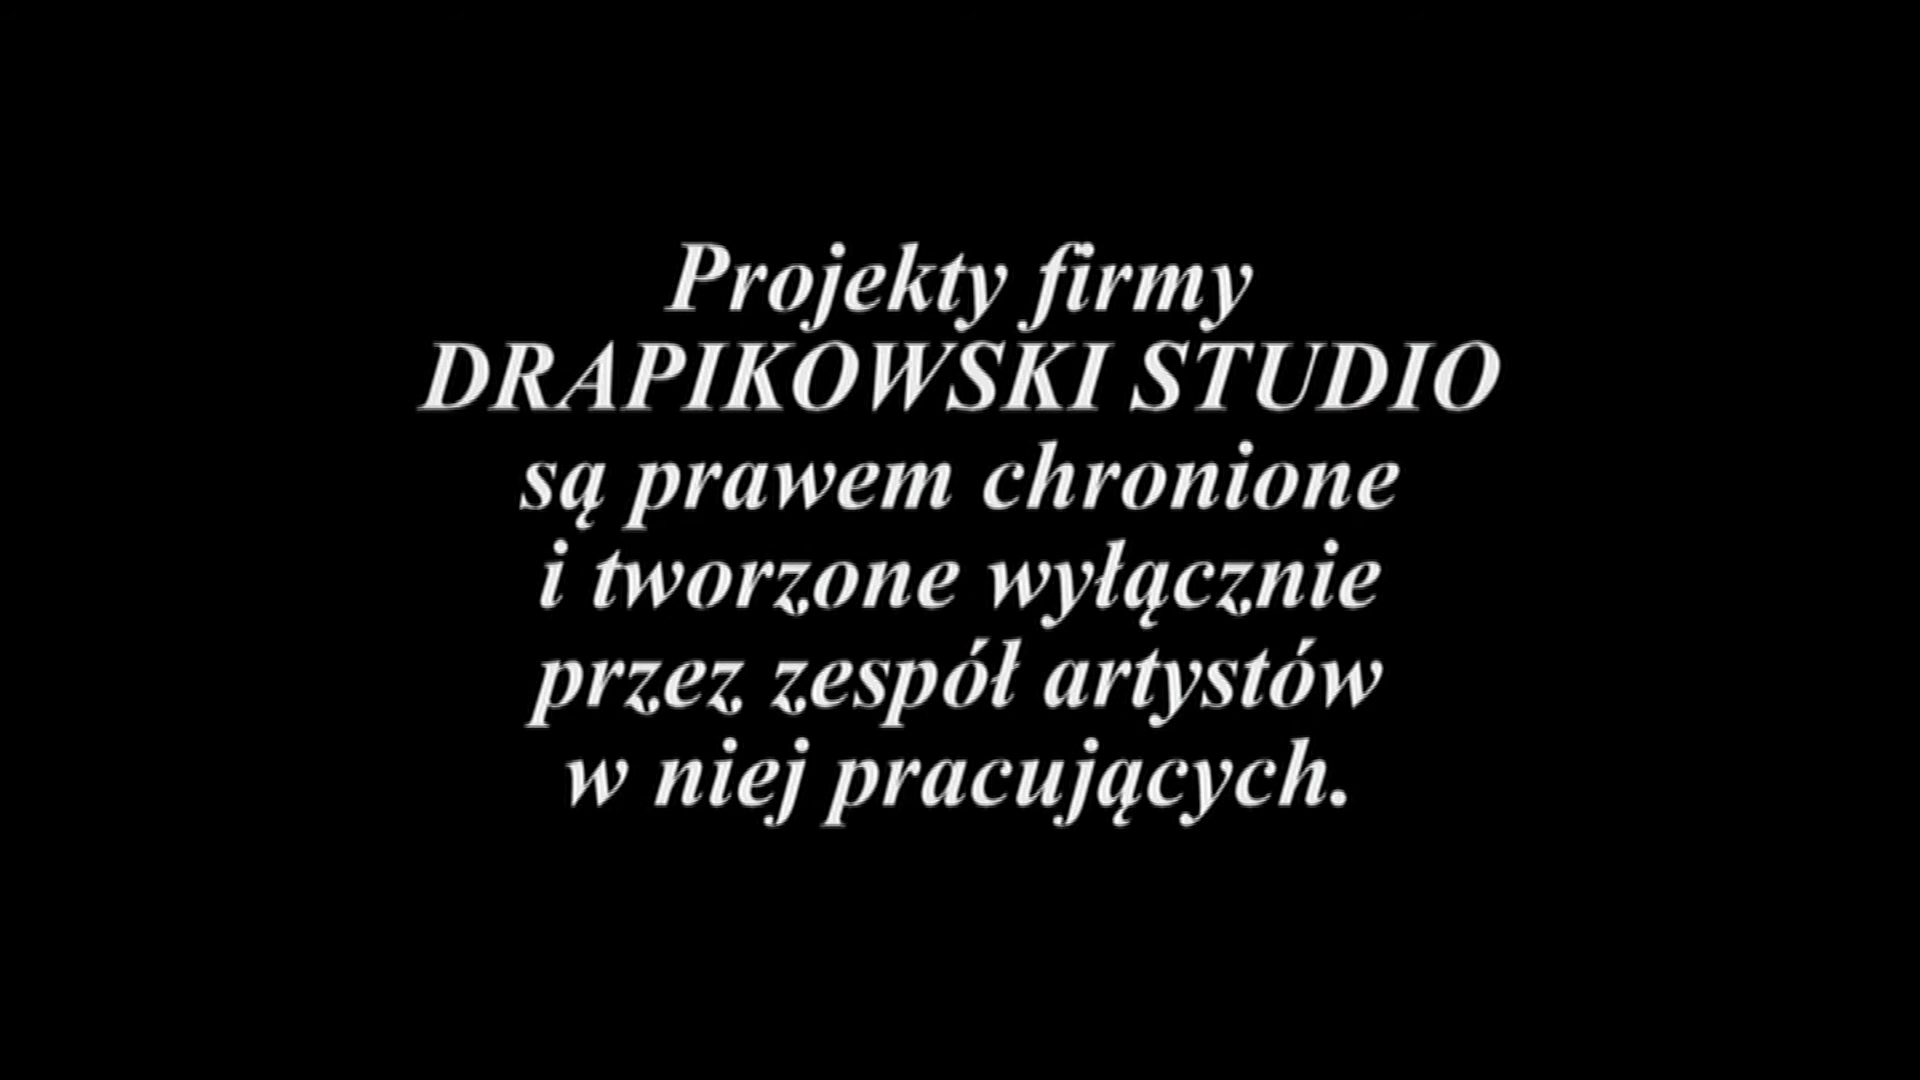 Projekty firmy
DRAPIKOWSKI STUDIO
są prawem chronione
i tworzone wyłącznie
przez zespół artystów
w niej pracujących.